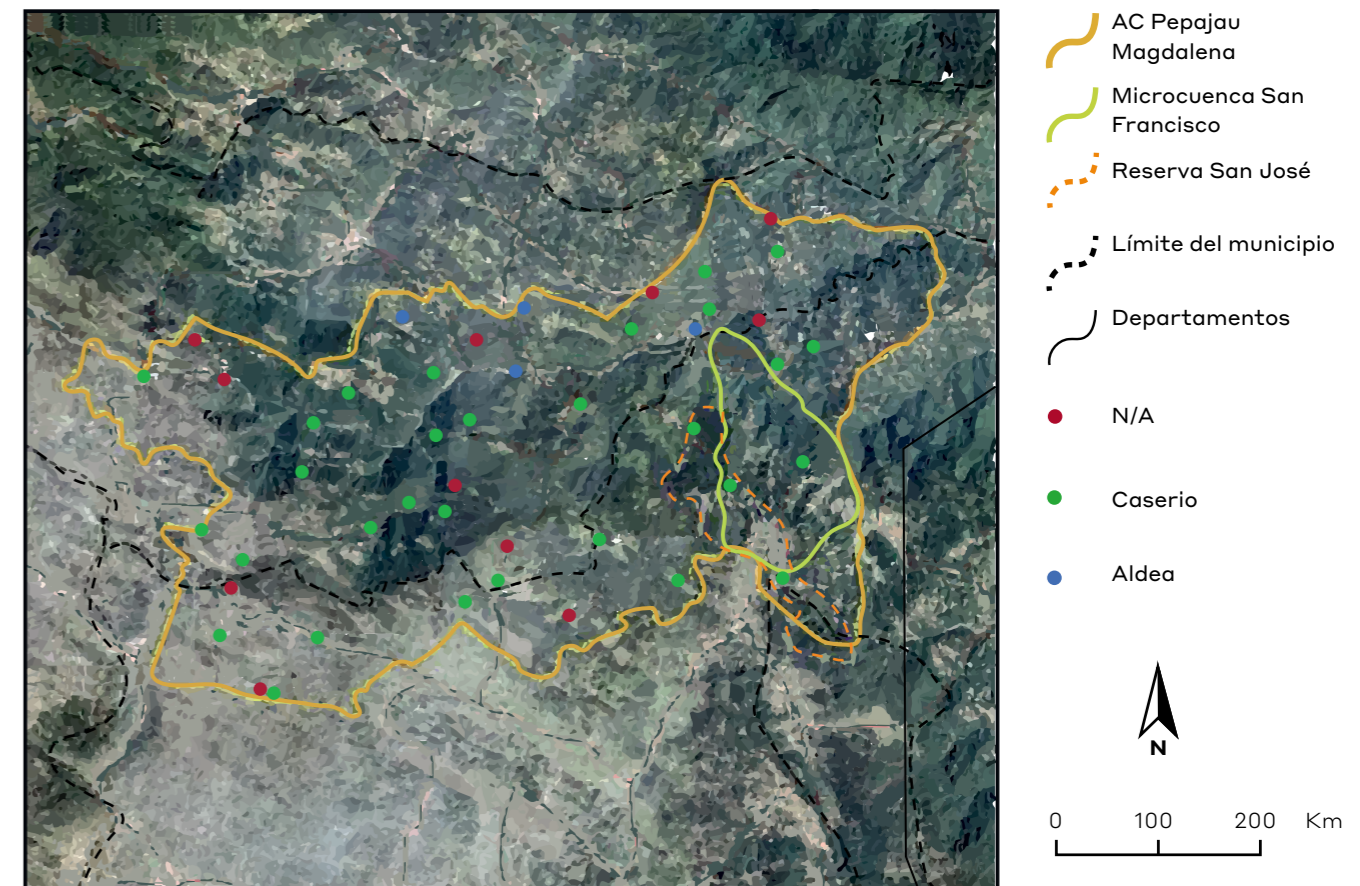 AC Pepajau
Magdalena
Microcuenca San
Francisco
Reserva San José
Límite del municipio
Departamentos
N/A
Caserio
Aldea
N
0 100 200 Km